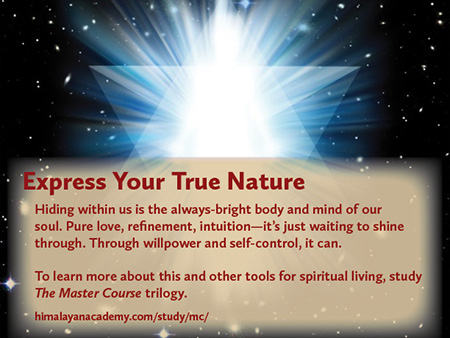 Express Your True Nature
Hiding within us is the always-bright body and mind of our
soul. Pure love, refinement, intuition—it's just waiting to shine
through. Through willpower and self-control, it can.
To learn more about this and other tools for spiritual living, study
The Master Course trilogy.
himalayanacademy.com/study/mc/